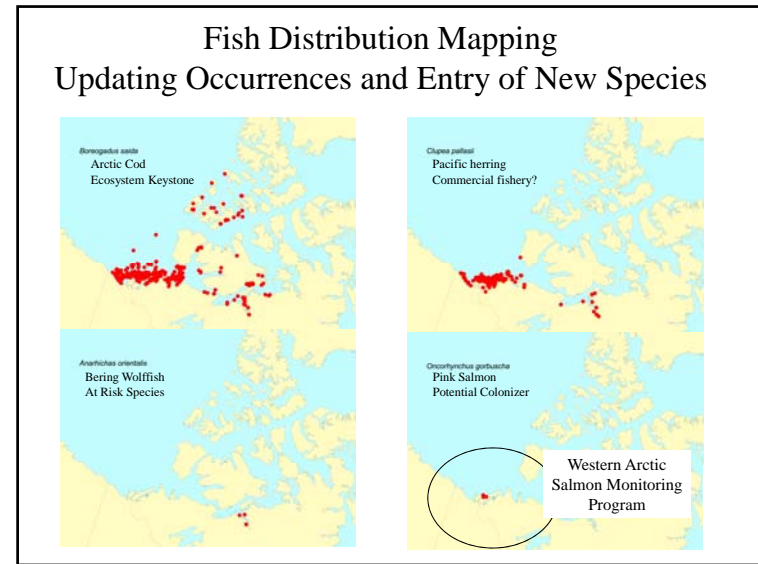 Fish Distribution Mapping
Updating Occurrences and Entry of New Species
Boreogadus saida
Arctic Cod
Ecosystem Keystone
Clupea pallasii
Pacific herring
Commercial fishery?
Anarhichas orientalis
Bering Wolffish
At Risk Species
Oncorhynchus gorbuscha
Pink Salmon
Potential Colonizer
Western Arctic
Salmon Monitoring
Program